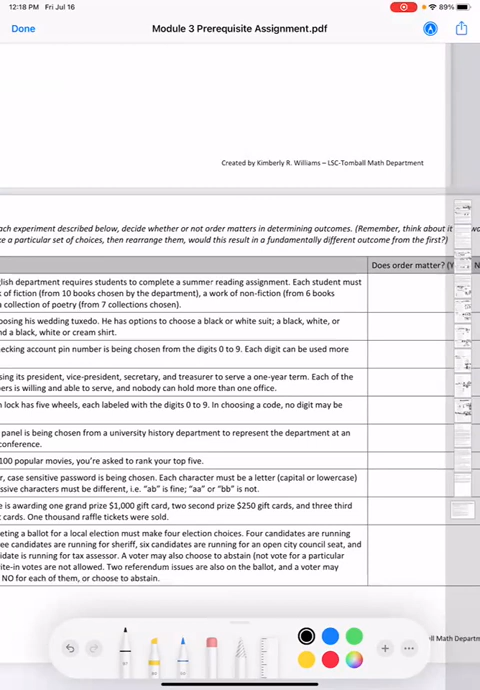 12:18 PM Fri Jul 16
89%
Done
Module 3 Prerequisite Assignment.pdf
Created by Kimberly R. Williams – LSC-Tomball Math Department
ach experiment described below, decide whether or not order matters in determining outcomes. (Remember, think about it
e a particular set of choices, then rearrange them, would this result in a fundamentally different outcome from the first?)
Does order matter? (Y N
glish department requires students to complete a summer reading assignment. Each student must
of fiction (from 10 books chosen by the department), a work of non-fiction (from 6 books
a collection of poetry (from 7 collections chosen).
oosing his wedding tuxedo. He has options to choose a black or white suit; a black, white, or
nd a black, white or cream shirt.
ecking account pin number is being chosen from the digits 0 to 9. Each digit can be used more
sing its president, vice-president, secretary, and treasurer to serve a one-year term. Each of the
bers is willing and able to serve, and nobody can hold more than one office.
n lock has five wheels, each labeled with the digits 0 to 9. In choosing a code, no digit may be
panel is being chosen from a university history department to represent the department at an
conference.
100 popular movies, you're asked to rank your top five.
r, case sensitive password is being chosen. Each character must be a letter (capital or lowercase)
ssive characters must be different, i.e. "ab" is fine; "aa" or "bb" is not.
e is awarding one grand prize $1,000 gift card, two second prize $250 gift cards, and three third
t cards. One thousand raffle tickets were sold.
eting a ballot for a local election must make four election choices. Four candidates are running
ee candidates are running for sheriff, six candidates are running for an open city council seat, and
idate is running for tax assessor. A voter may also choose to abstain (not vote for a particular
rite-in votes are not allowed. Two referendum issues are also on the ballot, and a voter may
NO for each of them, or choose to abstain.
ll Math Departm